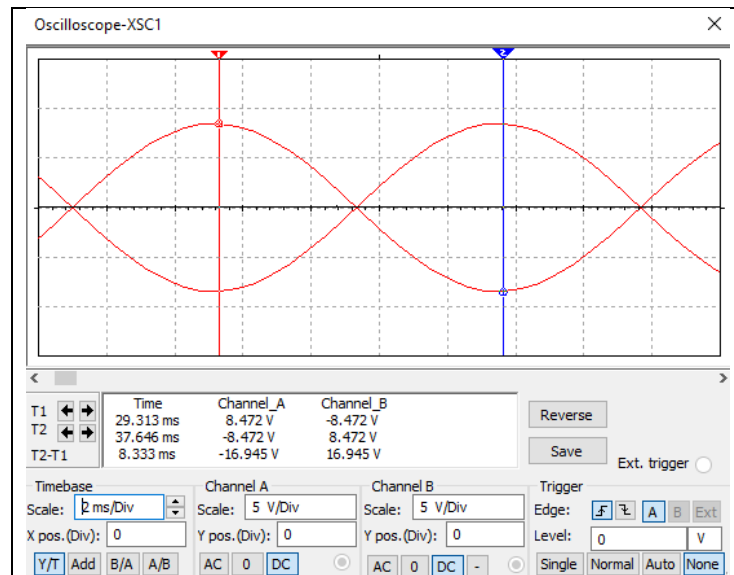 Oscilloscope-XSC1
1
2
Time Channel_A Channel_B
T1 29.313 ms 8.472 V -8.472 V
T2 37.646 ms -8.472 V 8.472 V
T2-T1 8.333 ms -16.945 V 16.945 V
Reverse
Save
Ext. trigger
Timebase
Scale: 2 ms/Div
X pos.(Div): 0
Y/T Add B/A A/B
Channel A
Scale: 5 V/Div
Y pos.(Div): 0
AC 0 DC
Channel B
Scale: 5 V/Div
Y pos.(Div): 0
AC 0 DC -
Trigger
Edge: A B Ext
Level: 0 V
Single Normal Auto None